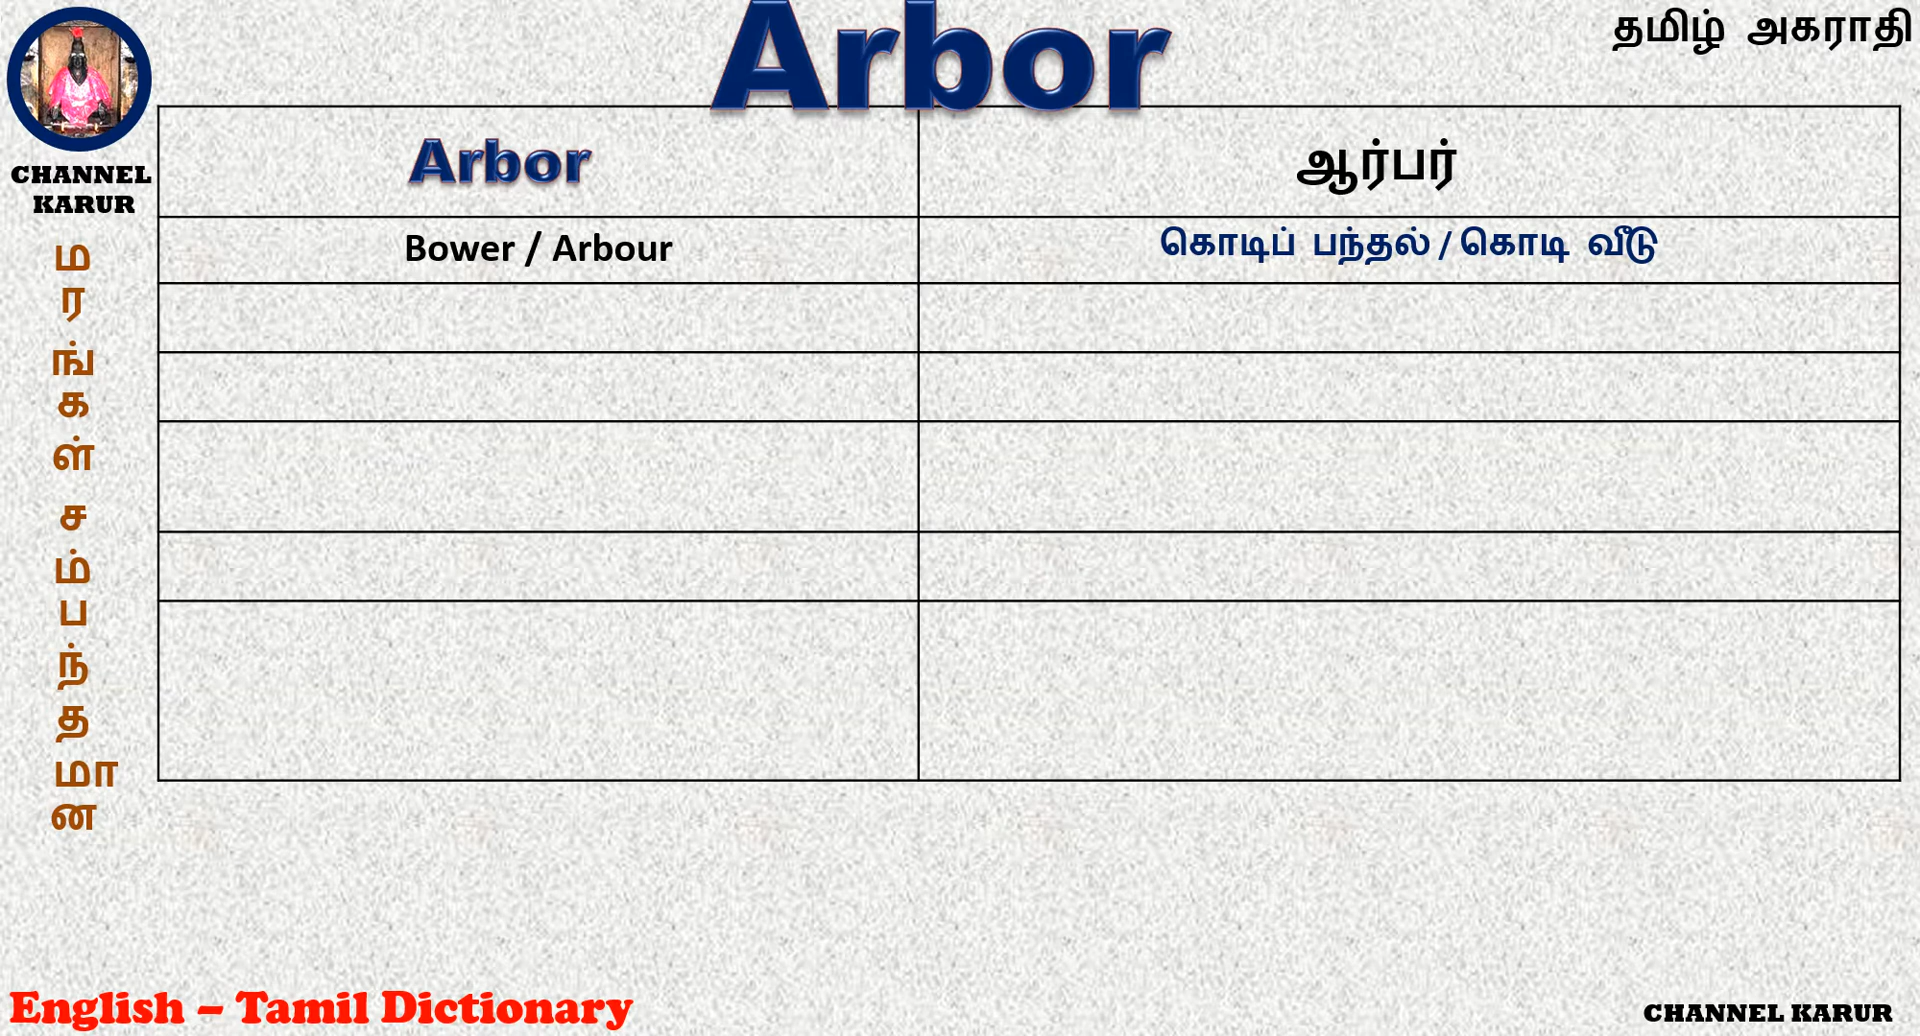 Arbor
தமிழ் அகராதி
CHANNEL
KARUR
Arbor
ஆர்பர்
Bower / Arbour
கொடிப் பந்தல் / கொடி வீடு
ம
ர
ங்
க
ள்
ச
ம்
ப
ந்
த
மா
ன
English – Tamil Dictionary
CHANNEL KARUR